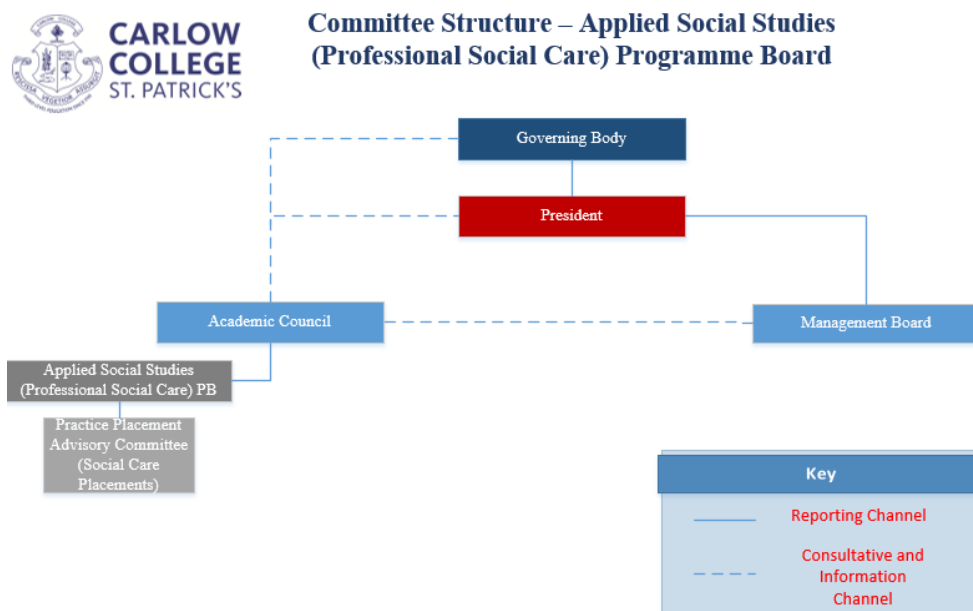 CARLOW
COLLEGE
ST. PATRICK'S
Committee Structure – Applied Social Studies
(Professional Social Care) Programme Board
Governing Body
President
Academic Council
Management Board
Applied Social Studies
(Professional Social Care) PB
Practice Placement
Advisory Committee
(Social Care
Placements)
Key
Reporting Channel
Consultative and
Information
Channel